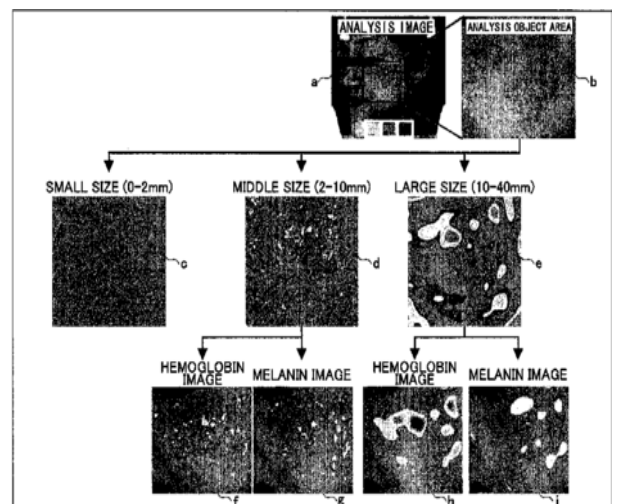 ANALYSIS IMAGE
ANALYSIS OBJECT AREA
a
b
SMALL SIZE (0-2mm)
MIDDLE SIZE (2-10mm)
LARGE SIZE (10-40mm)
c
d
e
HEMOGLOBIN IMAGE
MELANIN IMAGE
HEMOGLOBIN IMAGE
MELANIN IMAGE
f
g
h
i